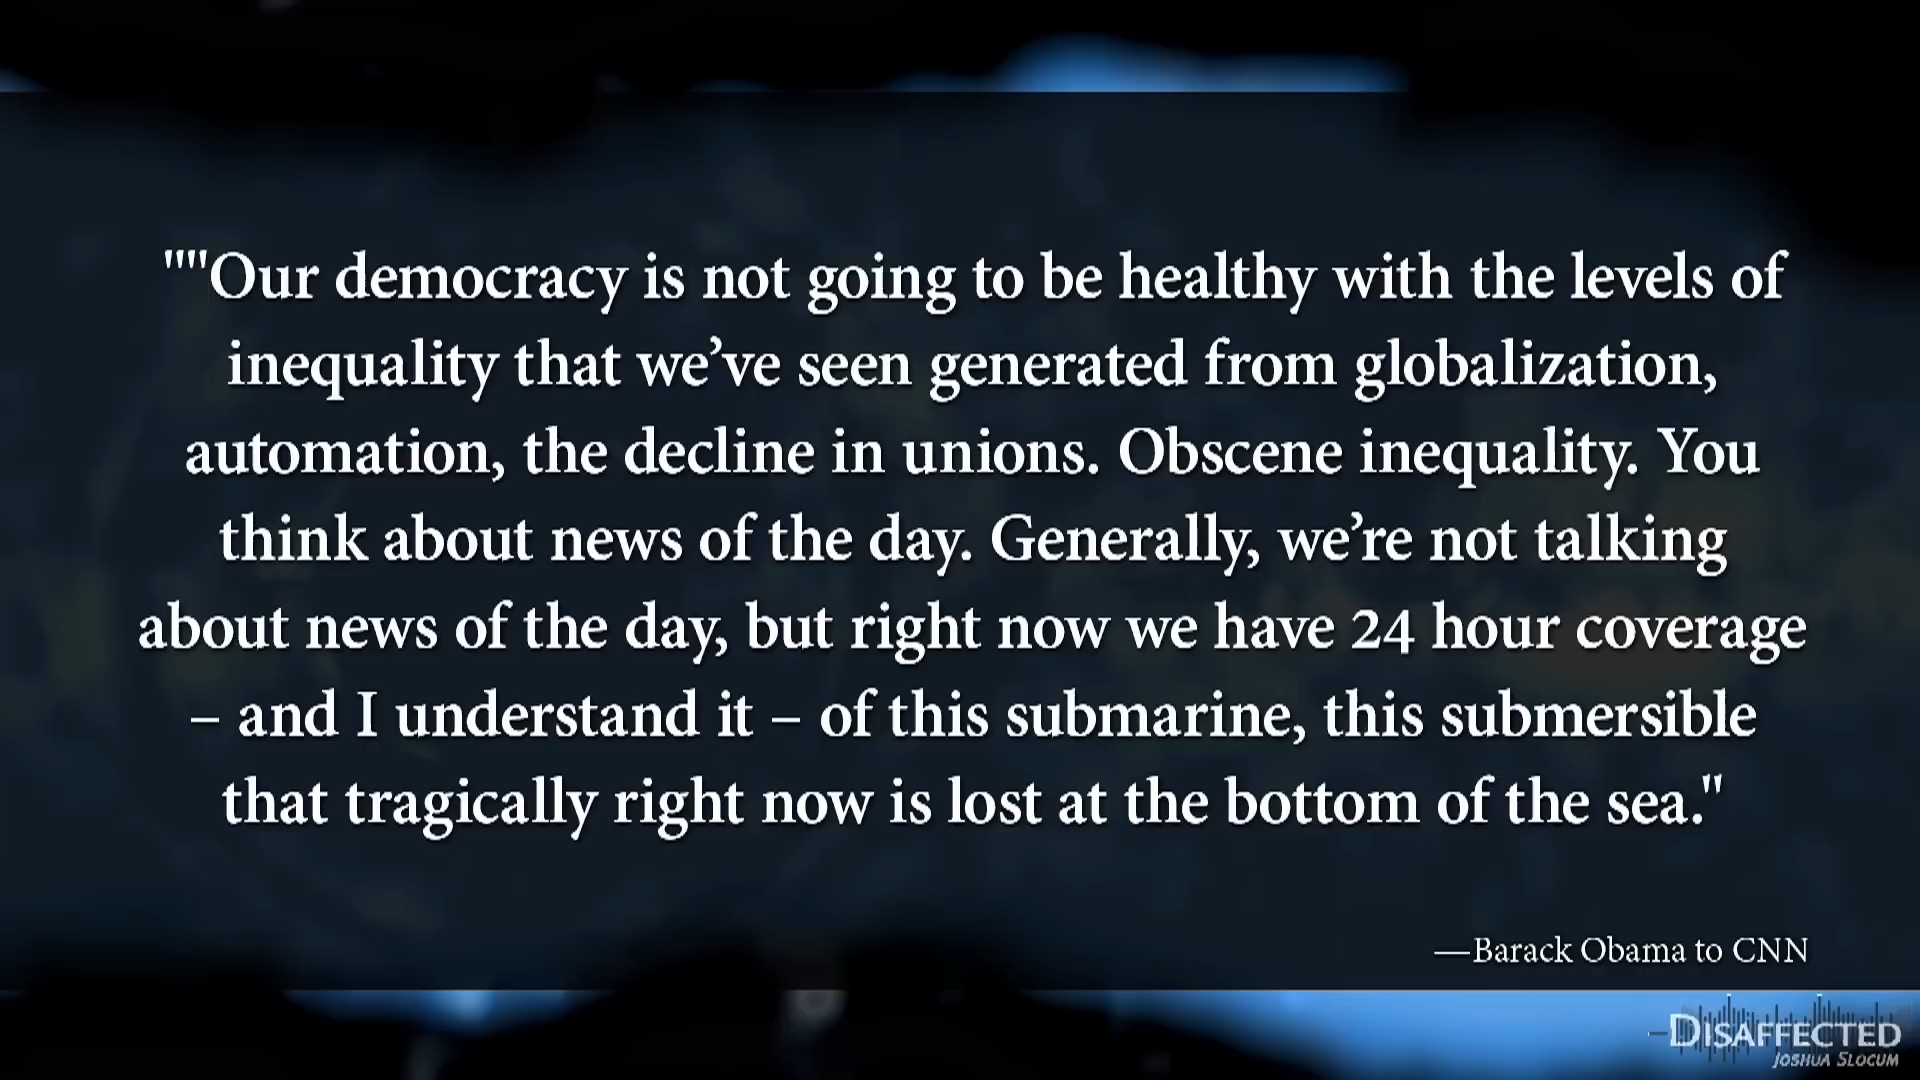 ""Our democracy is not going to be healthy with the levels of
inequality that we’ve seen generated from globalization,
automation, the decline in unions. Obscene inequality. You
think about news of the day. Generally, we’re not talking
about news of the day, but right now we have 24 hour coverage
– and I understand it – of this submarine, this submersible
that tragically right now is lost at the bottom of the sea."
—Barack Obama to CNN
DISAFFECTED
JOSHUA SLOCUM